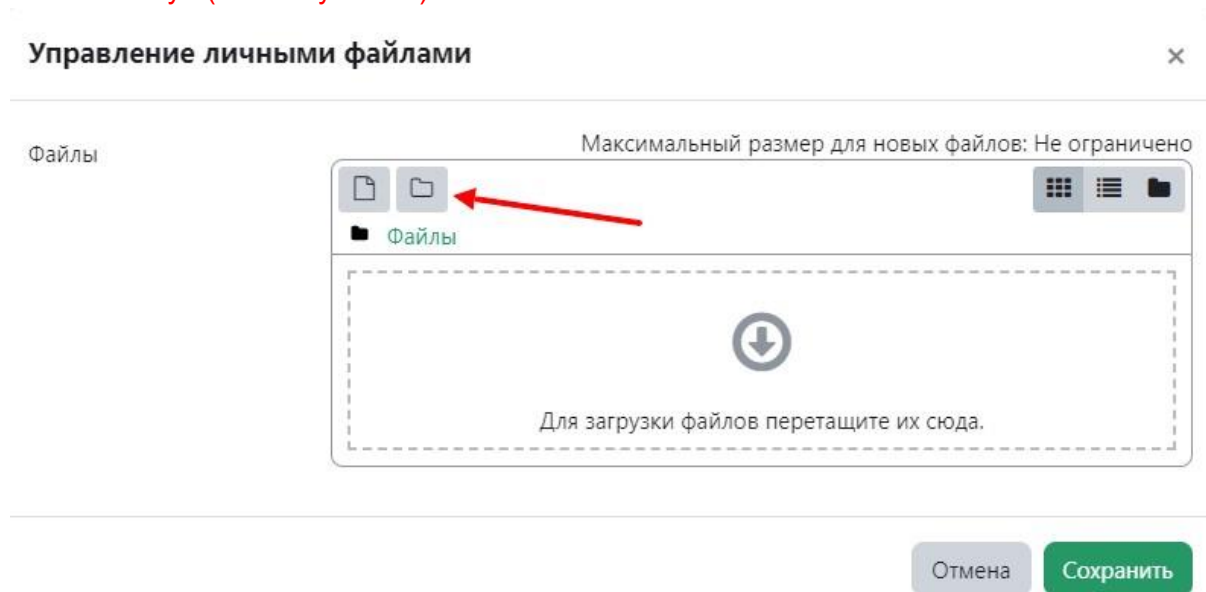 Управление личными файлами
Файлы
Максимальный размер для новых файлов: Не ограничено
Файлы
Для загрузки файлов перетащите их сюда.
Отмена
Сохранить